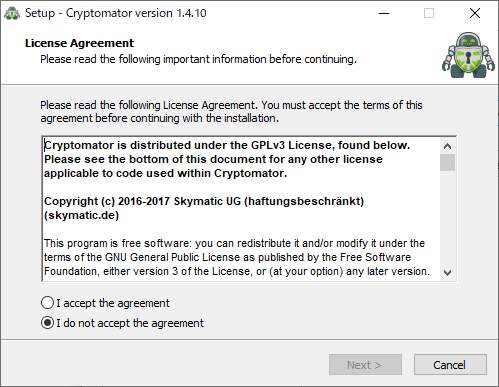 Setup - Cryptomator version 1.4.10
License Agreement
Please read the following important information before continuing.
Please read the following License Agreement. You must accept the terms of this
agreement before continuing with the installation.
Cryptomator is distributed under the GPLv3 License, found below.
Please see the bottom of this document for any other license
applicable to code used within Cryptomator.
Copyright (c) 2016-2017 Skymatic UG (haftungsbeschränkt)
(skymatic.de)
This program is free software: you can redistribute it and/or modify it under the
terms of the GNU General Public License as published by the Free Software
Foundation, either version 3 of the License, or (at your option) any later version.
I accept the agreement
I do not accept the agreement
Next >
Cancel